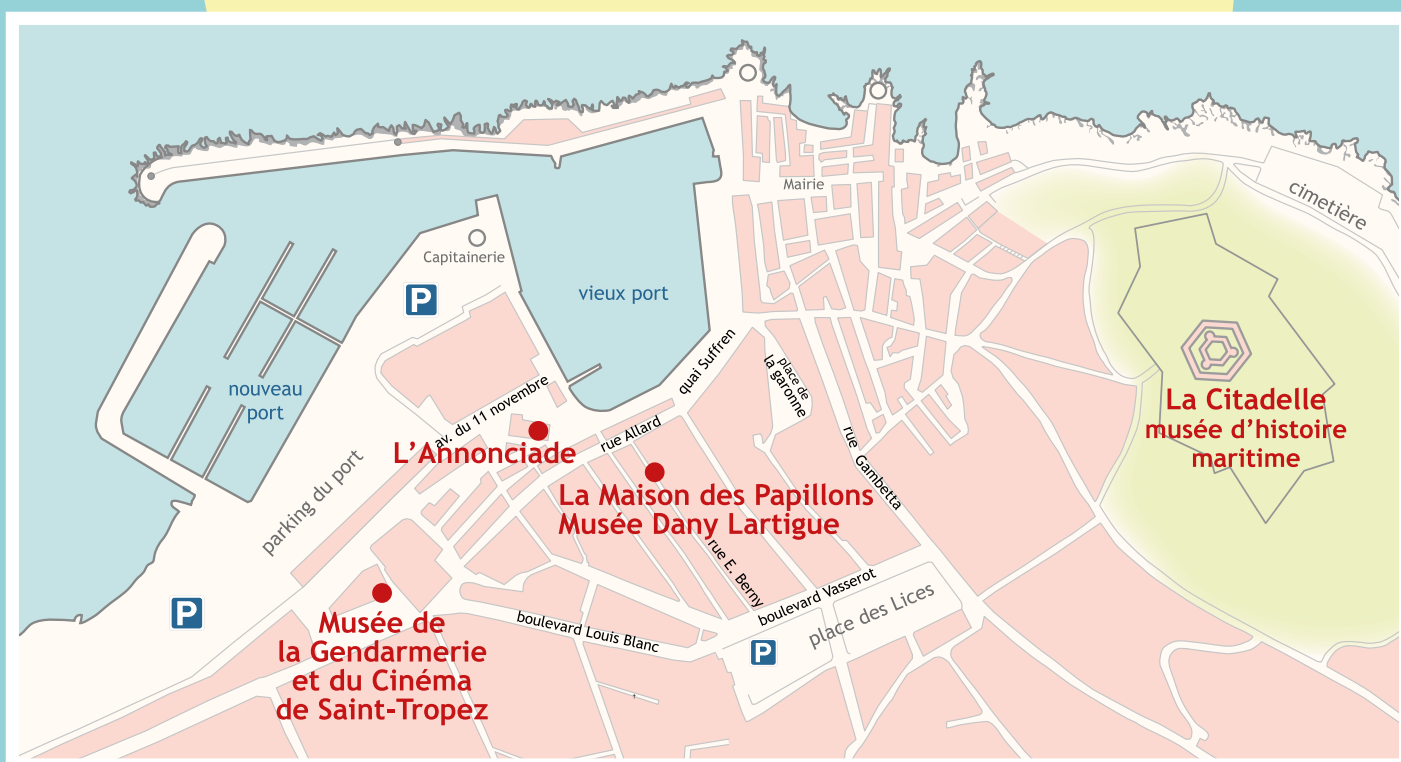 Mairie
cimetière
Capitainerie
P
vieux port
nouveau
port
quai Suffren
place de
la garonne
av. du 11 novembre
L'Annonciade
rue Allard
La Citadelle
musée d'histoire
maritime
rue Gambetta
parking du port
La Maison des Papillons
Musée Dany Lartigue
rue E. Berny
boulevard Vasserot
place des Lices
P
boulevard Louis Blanc
P
Musée de
la Gendarmerie
et du Cinéma
de Saint-Tropez